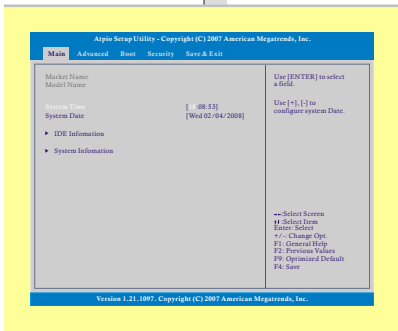 Atpio Setup Utility - Copyright (C) 2007 American Megatrends, Inc.
Main Advanced Boot Security Save & Exit
Market Name
Model Name
System Time [18:08:53]
System Date [Wed 02/04/2008]
IDE Infomation
System Infomation
Use [ENTER] to select
a field.
Use [+], [-] to
configure system Date.
↔:Select Screen
↑↓:Select Item
Enter: Select
+/-: Change Opt.
F1: General Help
F2: Previous Values
F9: Optimized Default
F4: Save
Version 1.21.1097. Copyright (C) 2007 American Megatrends, Inc.